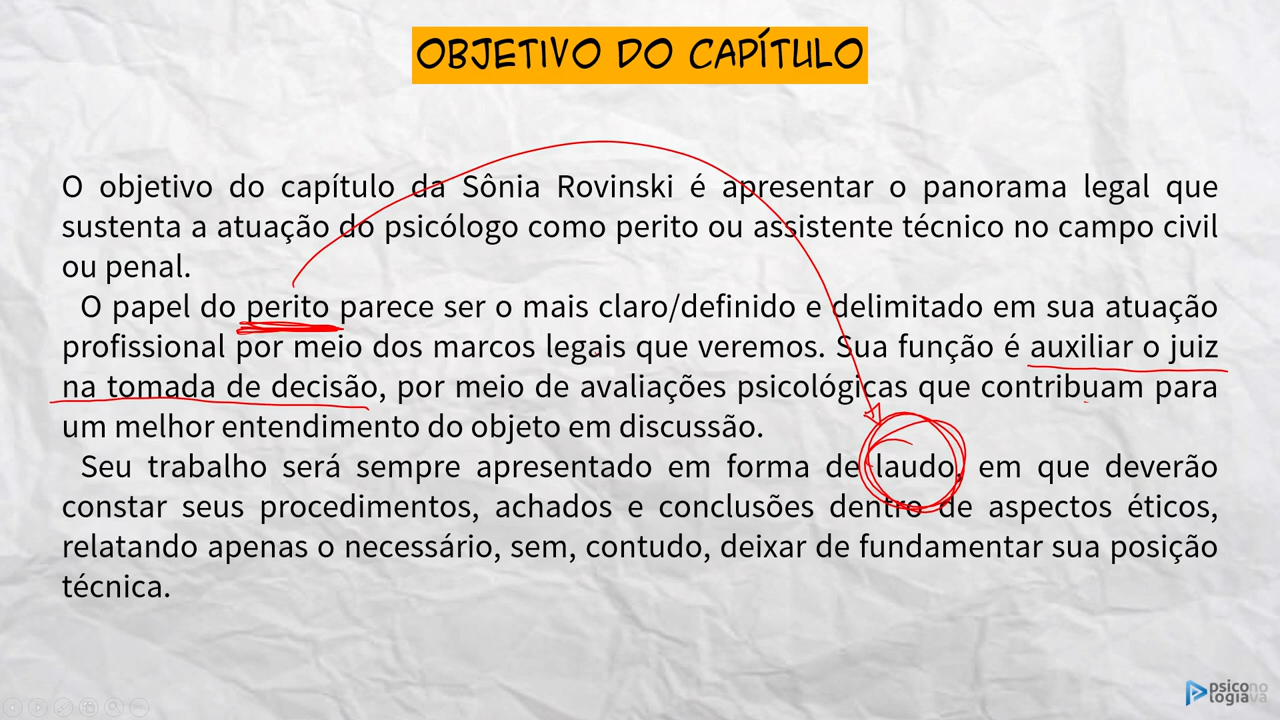 OBJETIVO DO CAPÍTULO
O objetivo do capítulo da Sônia Rovinski é apresentar o panorama legal que
sustenta a atuação do psicólogo como perito ou assistente técnico no campo civil
ou penal.
O papel do perito parece ser o mais claro/definido e delimitado em sua atuação
profissional por meio dos marcos legais que veremos. Sua função é auxiliar o juiz
na tomada de decisão, por meio de avaliações psicológicas que contribuam para
um melhor entendimento do objeto em discussão.
Seu trabalho será sempre apresentado em forma de laudo, em que deverão
constar seus procedimentos, achados e conclusões dentro de aspectos éticos,
relatando apenas o necessário, sem, contudo, deixar de fundamentar sua posição
técnica.
psicono
logiava